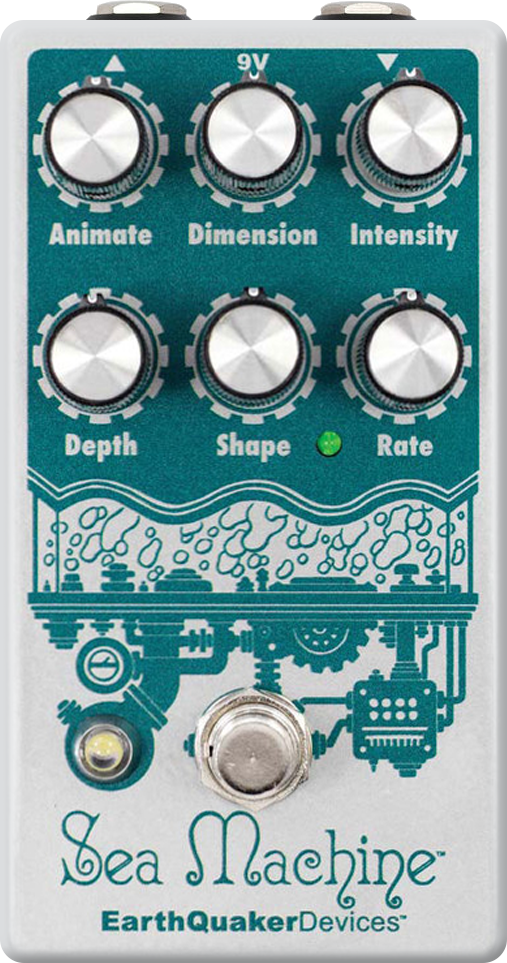 ▲ 9V ▼
Animate Dimension Intensity
Depth Shape Rate
Sea Machine™
EarthQuakerDevices™